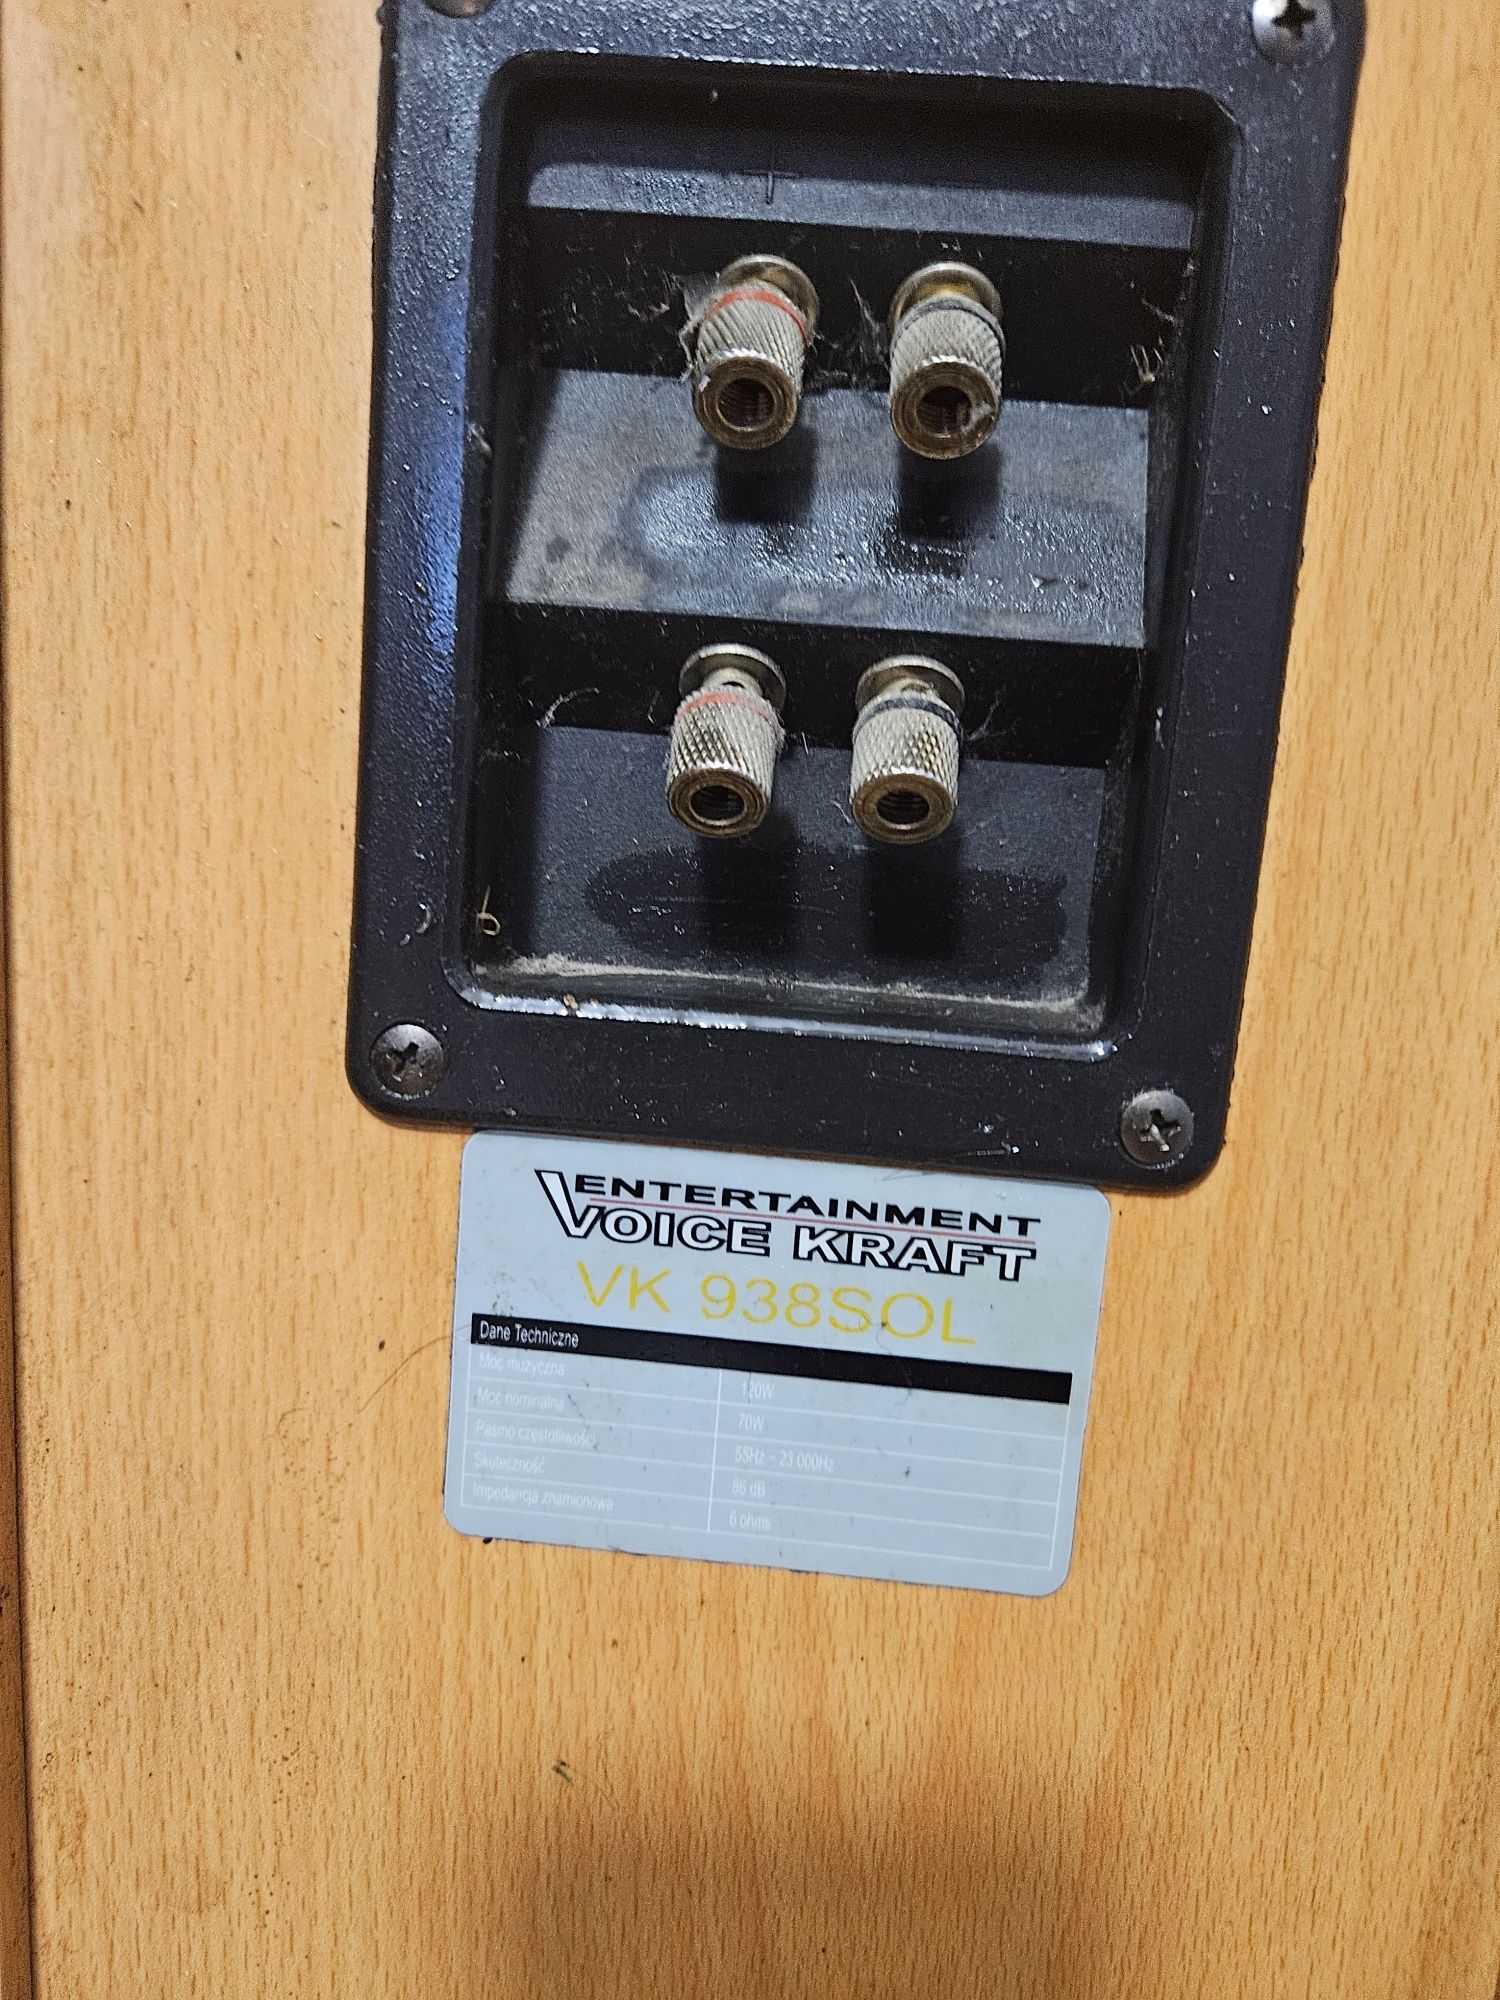 ENTERTAINMENT
VOICE KRAFT
VK 938SOL
Dane Techniczne
Moc muzyczna 120W
Moc nominalna 70W
Pasmo częstotliwości 55Hz ~ 23 000Hz
Skuteczność 86 dB
Impedancja znamionowa 6 ohms